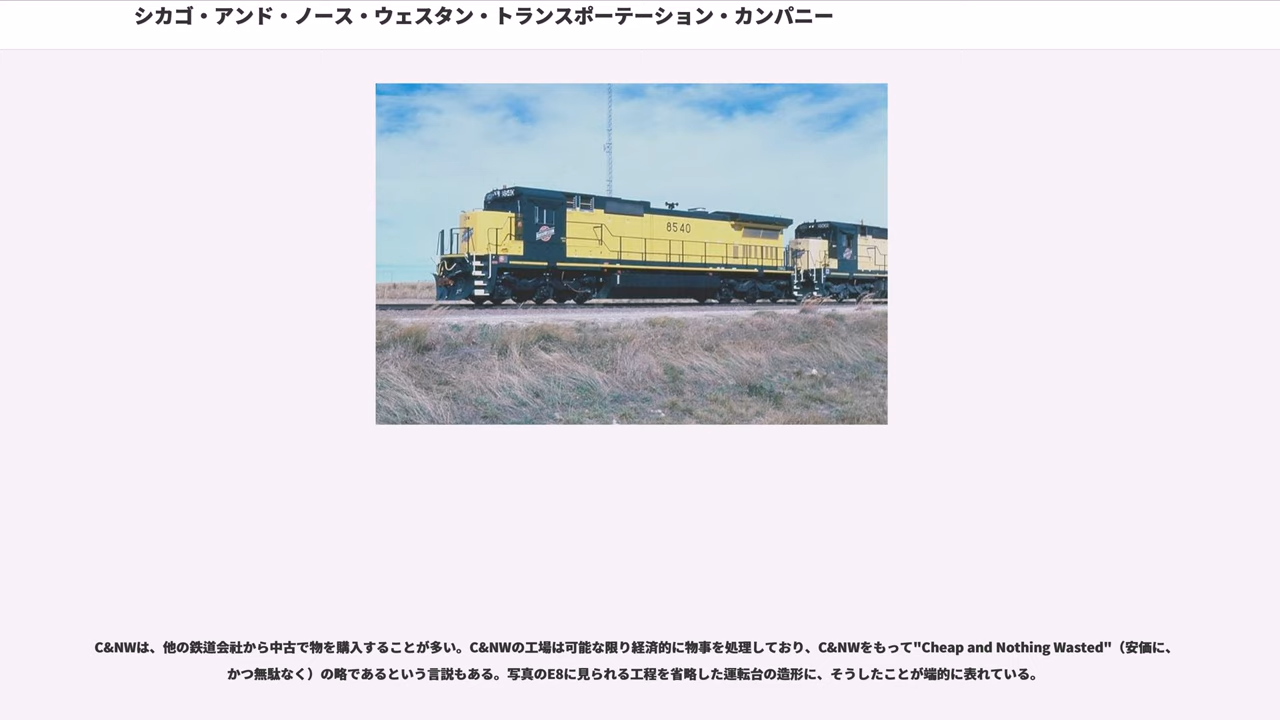 シカゴ・アンド・ノース・ウェスタン・トランスポーテーション・カンパニー
8540
C&NWは、他の鉄道会社から中古で物を購入することが多い。C&NWの工場は可能な限り経済的に物事を処理しており、C&NWをもって"Cheap and Nothing Wasted"（安価に、
かつ無駄なく）の略であるという言説もある。写真のE8に見られる工程を省略した運転台の造形に、そうしたことが端的に表れている。